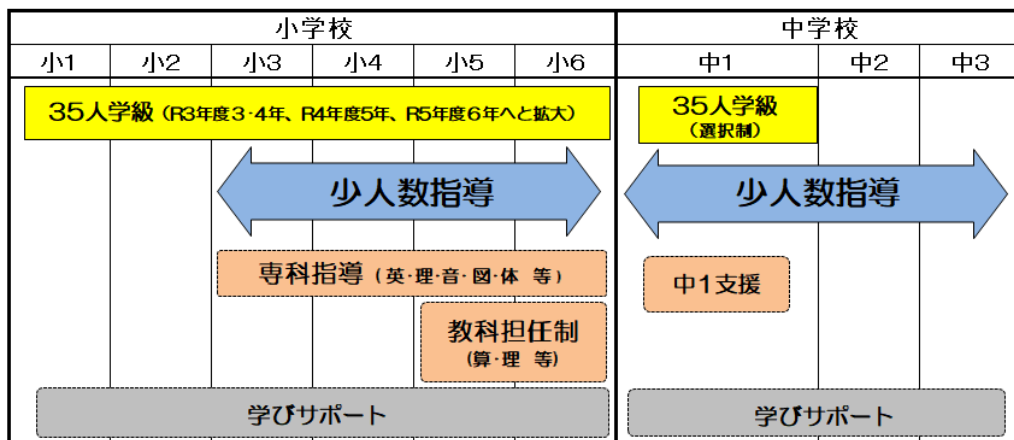 小学校 中学校
小1 小2 小3 小4 小5 小6 中1 中2 中3
35人学級（R3年度３･４年、R4年度5年、R5年度６年へと拡大）
35人学級
（選択制）
少人数指導 少人数指導
専科指導（英･理･音･図･体 等）
中１支援
教科担任制
(算･理 等)
学びサポート 学びサポート